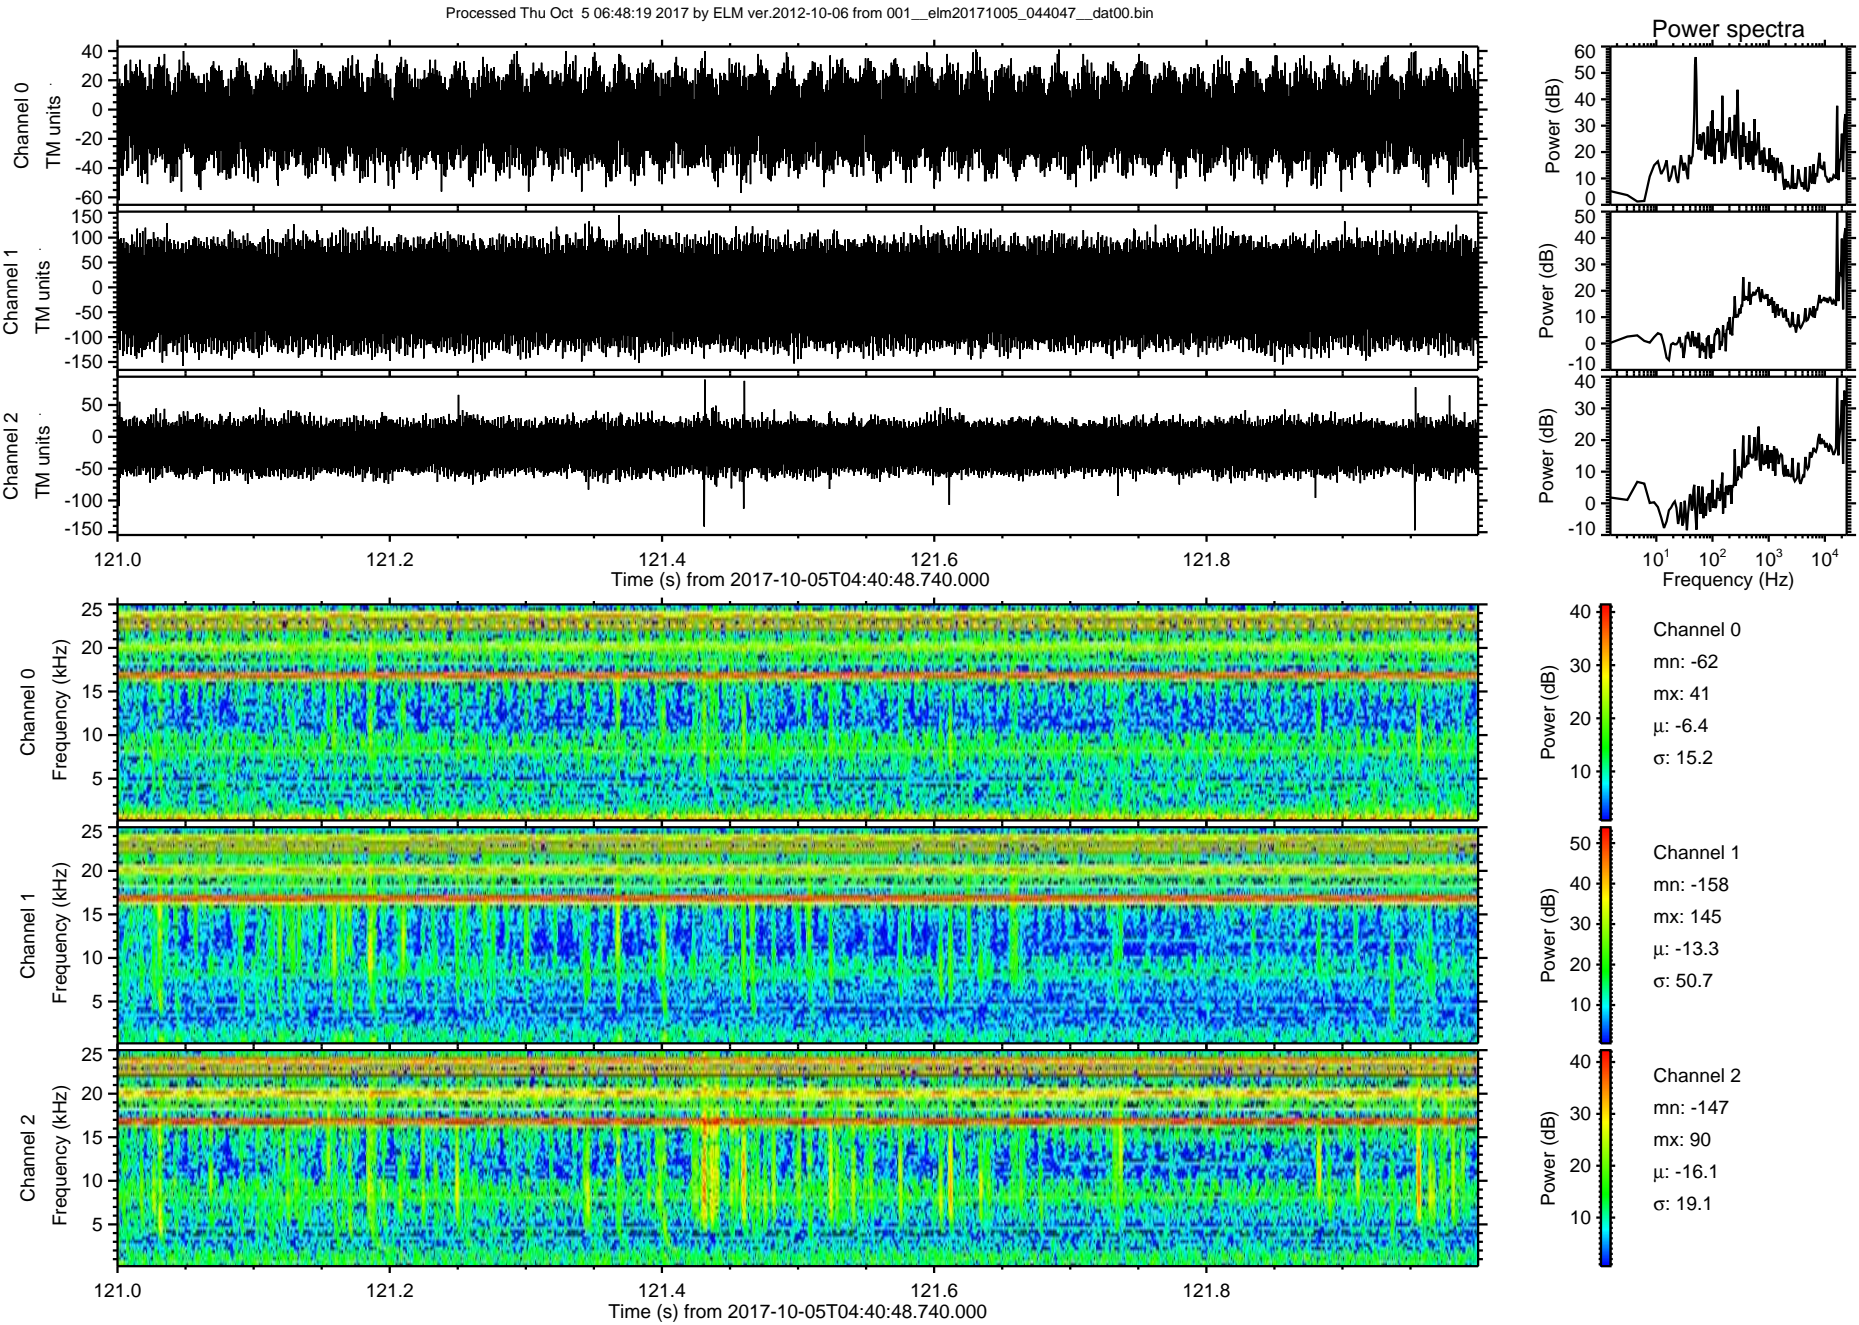 Processed Thu Oct  5 06:48:19 2017 by ELM ver.2012-10-06 from 001__elm20171005_044047__dat00.bin
Power spectra
Channel 0
TM units
40
20
0
-20
-40
-60
Power (dB)
60
50
40
30
20
10
0
Channel 1
TM units
150
100
50
0
-50
-100
-150
Power (dB)
50
40
30
20
10
0
-10
Channel 2
TM units
50
0
-50
-100
-150
Power (dB)
40
30
20
10
0
-10
121.0 121.2 121.4 121.6 121.8
Time (s) from 2017-10-05T04:40:48.740.000
10¹ 10² 10³ 10⁴
Frequency (Hz)
Channel 0
Frequency (kHz)
25
20
15
10
5
Power (dB)
40
30
20
10
Channel 0
mn: -62
mx: 41
μ: -6.4
σ: 15.2
Channel 1
Frequency (kHz)
25
20
15
10
5
Power (dB)
50
40
30
20
10
Channel 1
mn: -158
mx: 145
μ: -13.3
σ: 50.7
Channel 2
Frequency (kHz)
25
20
15
10
5
Power (dB)
40
30
20
10
Channel 2
mn: -147
mx: 90
μ: -16.1
σ: 19.1
121.0 121.2 121.4 121.6 121.8
Time (s) from 2017-10-05T04:40:48.740.000